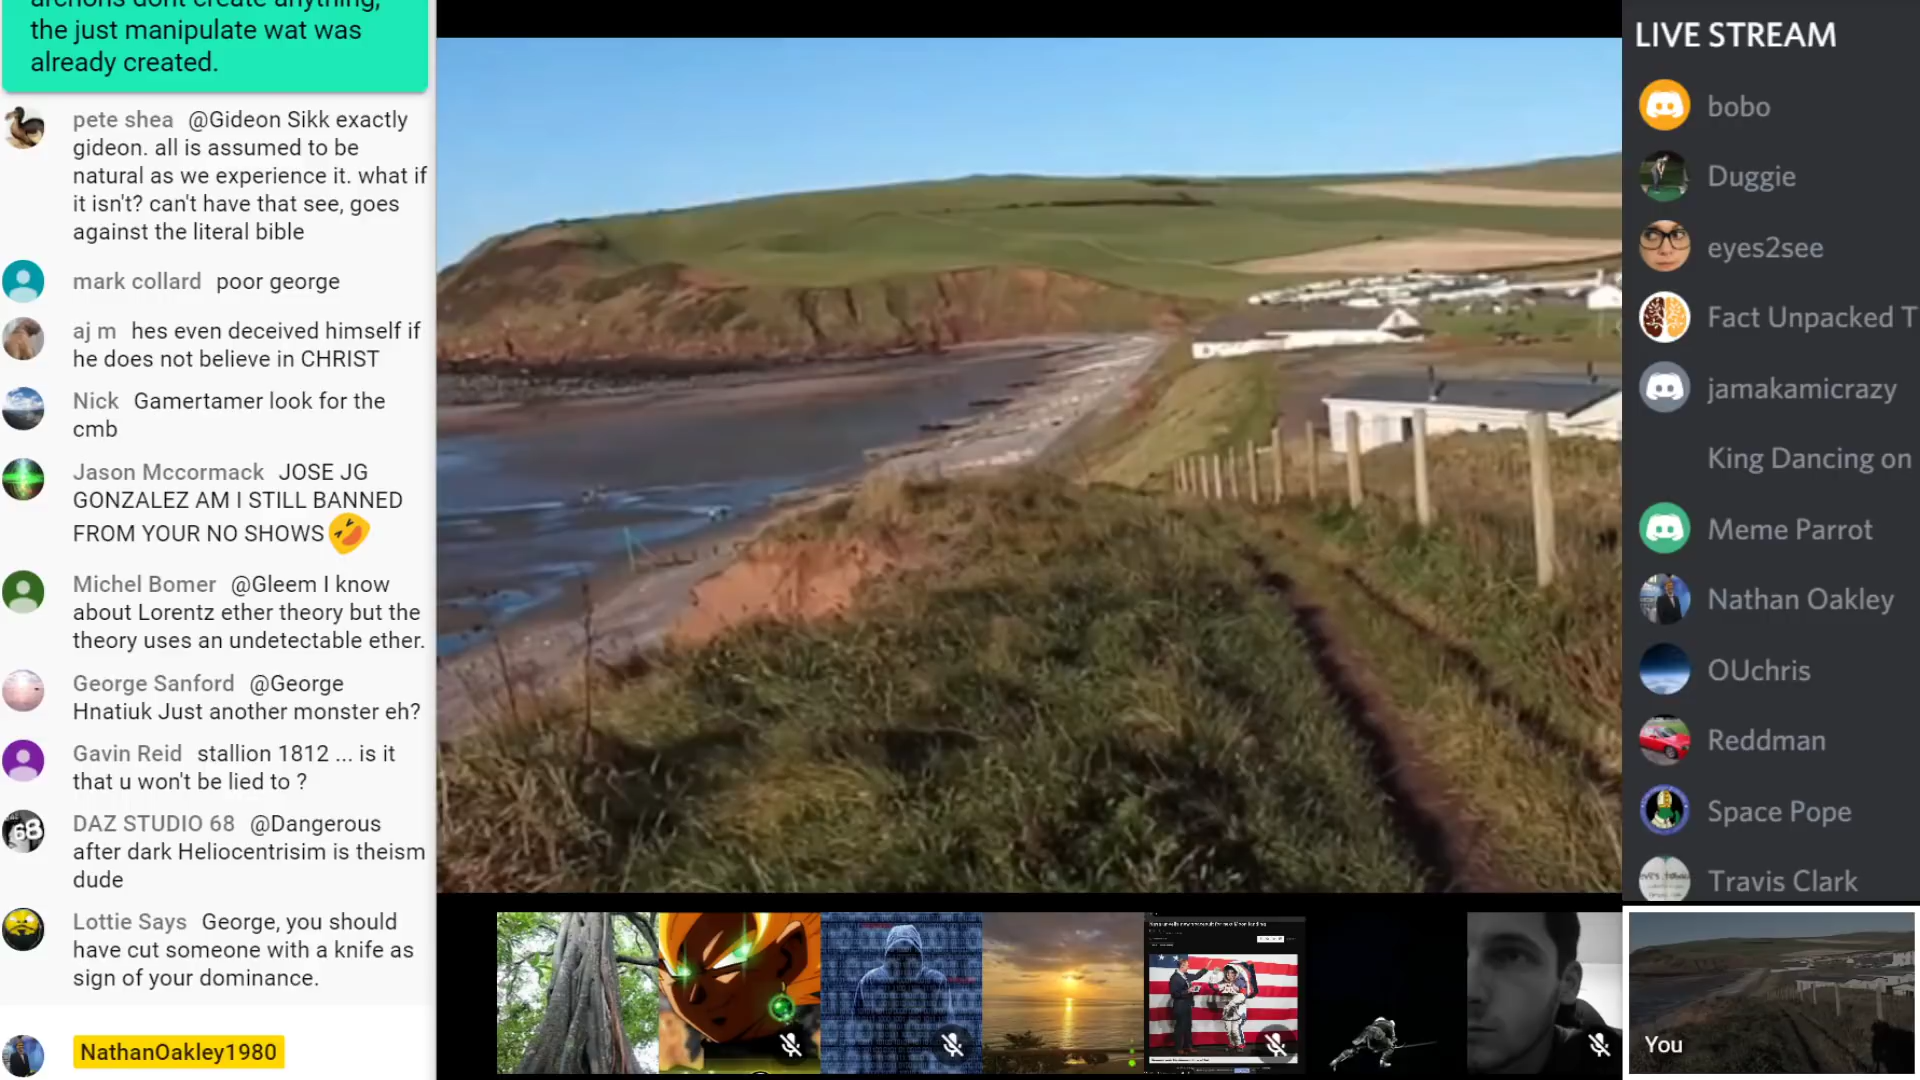 archons dont create anything,
the just manipulate wat was
already created.
pete shea @Gideon Sikk exactly
gideon. all is assumed to be
natural as we experience it. what if
it isn't? can't have that see, goes
against the literal bible
mark collard poor george
aj m hes even deceived himself if
he does not believe in CHRIST
Nick Gamertamer look for the
cmb
Jason Mccormack JOSE JG
GONZALEZ AM I STILL BANNED
FROM YOUR NO SHOWS
Michel Bomer @Gleem I know
about Lorentz ether theory but the
theory uses an undetectable ether.
George Sanford @George
Hnatiuk Just another monster eh?
Gavin Reid stallion 1812 ... is it
that u won't be lied to ?
DAZ STUDIO 68 @Dangerous
after dark Heliocentrisim is theism
dude
68
Lottie Says George, you should
have cut someone with a knife as
sign of your dominance.
NathanOakley1980
LIVE STREAM
bobo
Duggie
eyes2see
Fact Unpacked T
jamakamicrazy
King Dancing on
Meme Parrot
Nathan Oakley
OUchris
Reddman
Space Pope
Travis Clark
You